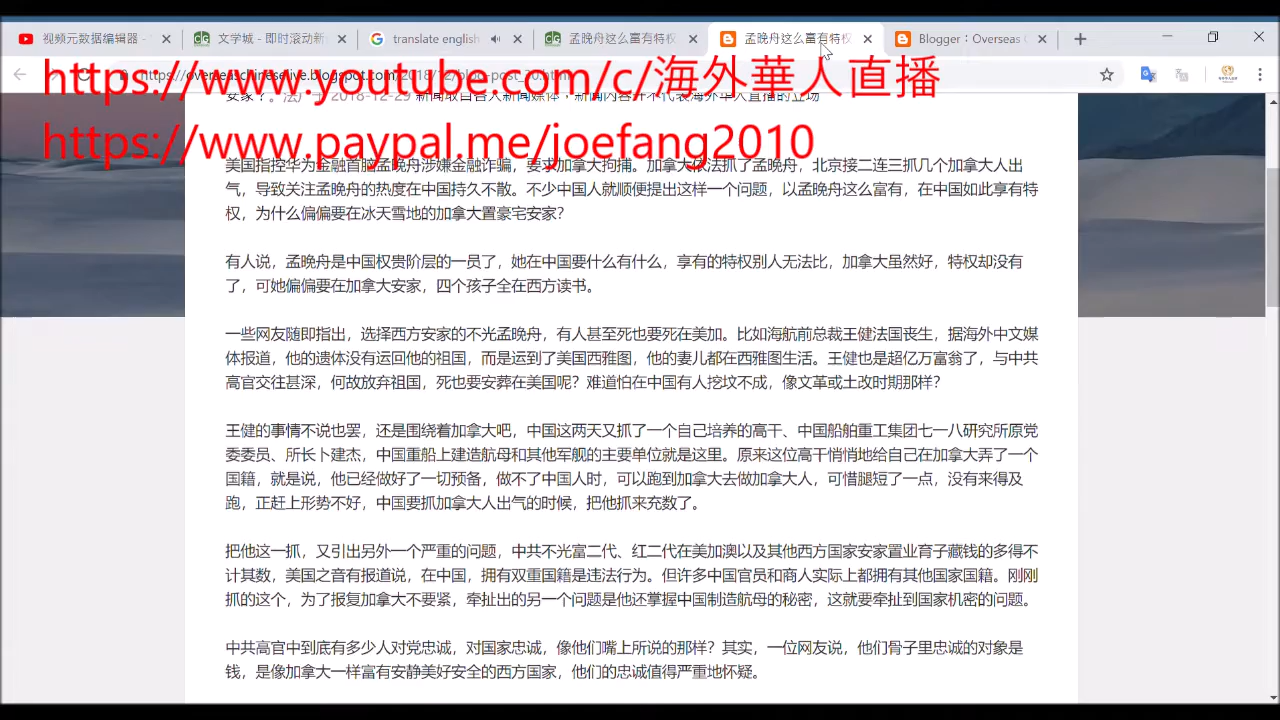 视频元数据编辑器 -
文学城 - 即时滚动新
translate english
孟晚舟这么富有特权
孟晚舟这么富有特权
Blogger：Overseas C
https://overseaschineselive.blogspot.com/2018/12/blog-post_10.html
https://www.youtube.com/c/海外華人直播
https://www.paypal.me/joefang2010
美国指控华为金融首脑孟晚舟涉嫌金融诈骗，要求加拿大拘捕。加拿大依法抓了孟晚舟，北京接二连三抓几个加拿大人出
气，导致关注孟晚舟的热度在中国持久不散。不少中国人就顺便提出这样一个问题，以孟晚舟这么富有，在中国如此享有特
权，为什么偏偏要在冰天雪地的加拿大置豪宅安家？
有人说，孟晚舟是中国权贵阶层的一员了，她在中国要什么有什么，享有的特权别人无法比，加拿大虽然好，特权却没有
了，可她偏偏要在加拿大安家，四个孩子全在西方读书。
一些网友随即指出，选择西方安家的不光孟晚舟，有人甚至死也要死在美加。比如海航前总裁王健法国丧生，据海外中文媒
体报道，他的遗体没有运回他的祖国，而是运到了美国西雅图，他的妻儿都在西雅图生活。王健也是超亿万富翁了，与中共
高官交往甚深，何故放弃祖国，死也要安葬在美国呢？难道怕在中国有人挖坟不成，像文革或土改时期那样？
王健的事情不说也罢，还是围绕着加拿大吧，中国这两天又抓了一个自己培养的高干、中国船舶重工集团七一八研究所原党
委委员、所长卜建杰，中国重船上建造航母和其他军舰的主要单位就是这里。原来这位高干悄悄地给自己在加拿大弄了一个
国籍，就是说，他已经做好了一切预备，做不了中国人时，可以跑到加拿大去做加拿大人，可惜腿短了一点，没有来得及
跑，正赶上形势不好，中国要抓加拿大人出气的时候，把他抓来充数了。
把他这一抓，又引出另外一个严重的问题，中共不光富二代、红二代在美加澳以及其他西方国家安家置业育子藏钱的多得不
计其数，美国之音有报道说，在中国，拥有双重国籍是违法行为。但许多中国官员和商人实际上都拥有其他国家国籍。刚刚
抓的这个，为了报复加拿大不要紧，牵扯出的另一个问题是他还掌握中国制造航母的秘密，这就要牵扯到国家机密的问题。
中共高官中到底有多少人对党忠诚，对国家忠诚，像他们嘴上所说的那样？其实，一位网友说，他们骨子里忠诚的对象是
钱，是像加拿大一样富有安静美好安全的西方国家，他们的忠诚值得严重地怀疑。